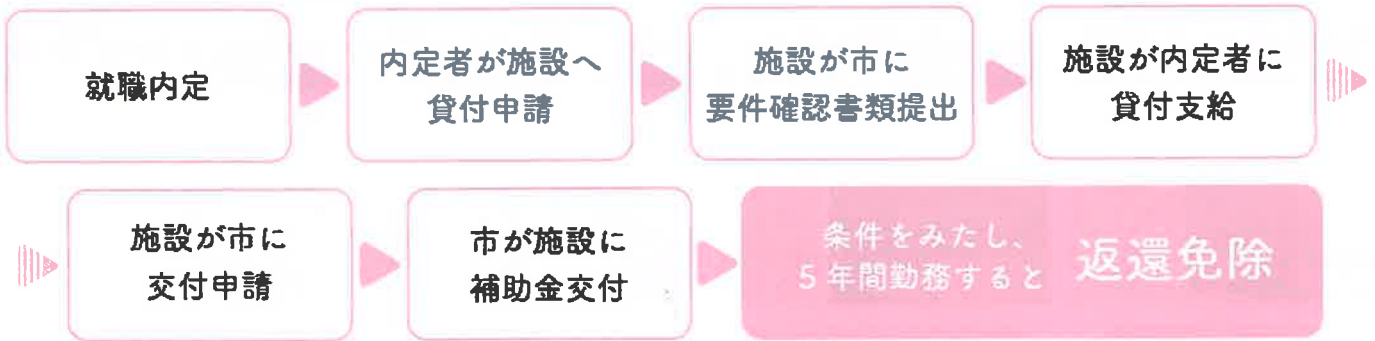 就職内定
内定者が施設へ
貸付申請
施設が市に
要件確認書類提出
施設が内定者に
貸付支給
施設が市に
交付申請
市が施設に
補助金交付
条件をみたし、
5年間勤務すると
返還免除